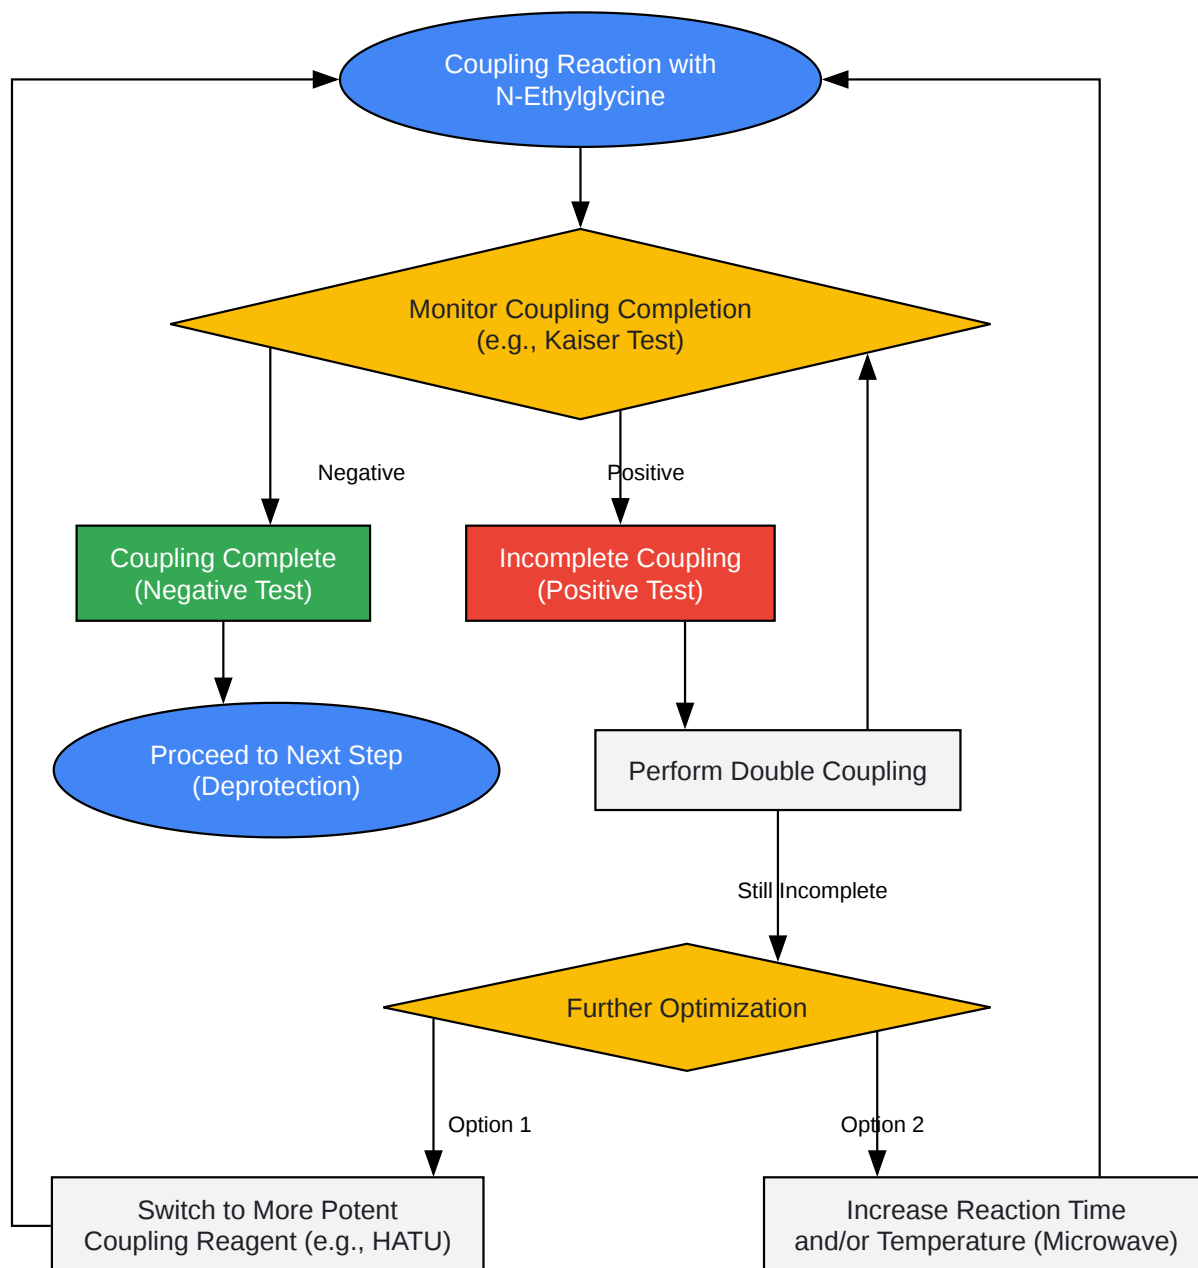 Coupling Reaction with
N-Ethylglycine
Monitor Coupling Completion
(e.g., Kaiser Test)
Negative
Positive
Coupling Complete
(Negative Test)
Incomplete Coupling
(Positive Test)
Proceed to Next Step
(Deprotection)
Perform Double Coupling
Still Incomplete
Further Optimization
Option 1
Option 2
Switch to More Potent
Coupling Reagent (e.g., HATU)
Increase Reaction Time
and/or Temperature (Microwave)